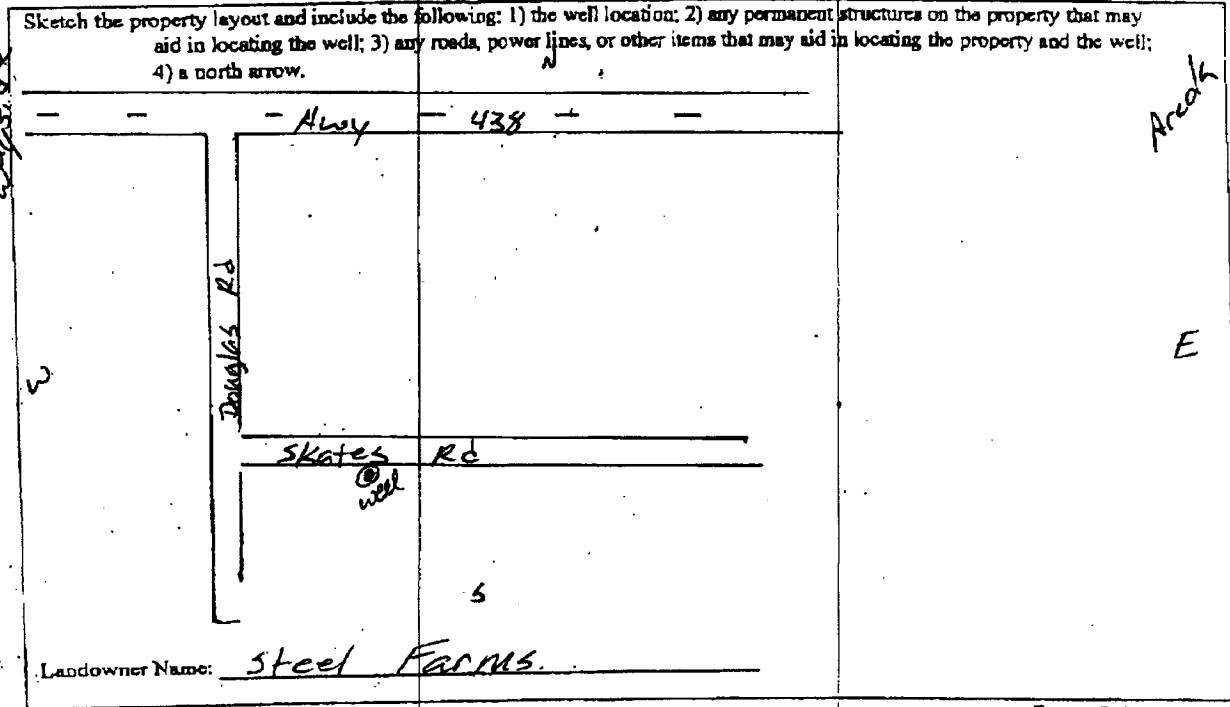 Sketch the property layout and include the following: 1) the well location; 2) any permanent structures on the property that may
aid in locating the well; 3) any roads, power lines, or other items that may aid in locating the property and the well;
4) a north arrow.
N
Hwy 438
Douglas Rd
W
E
Skates Rd
well
S
Landowner Name: Steel Farms.